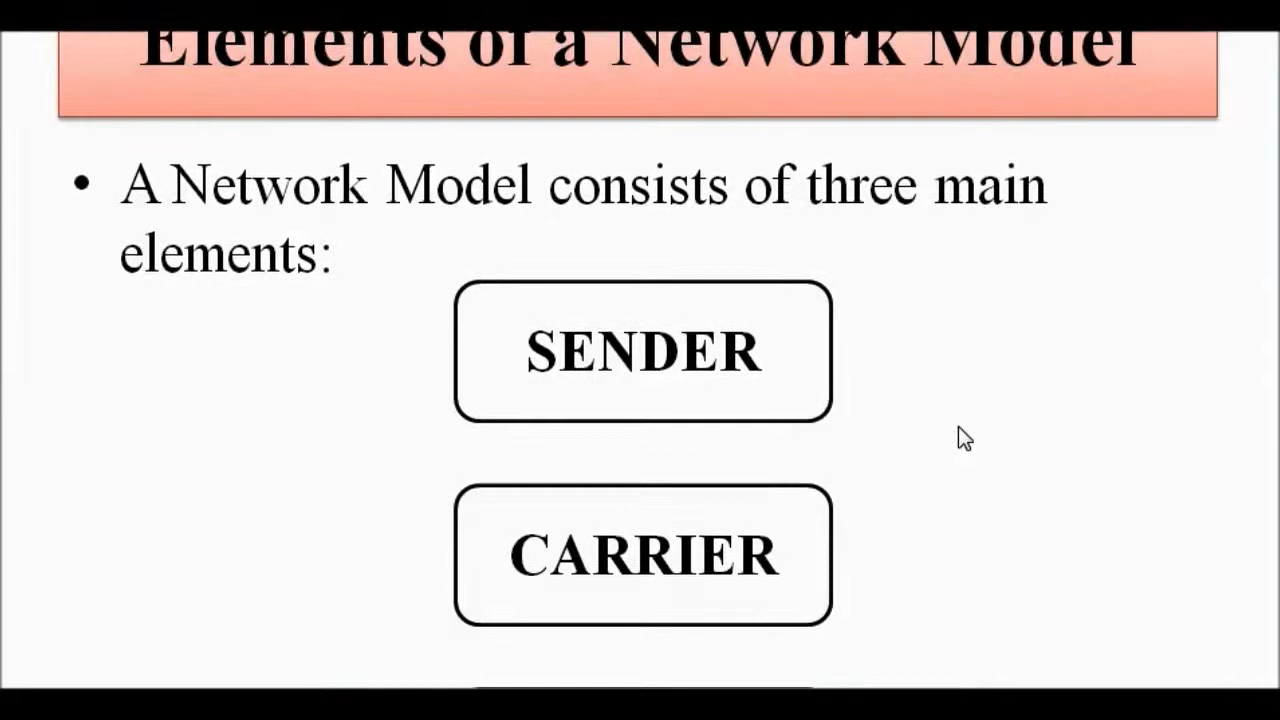 Elements of a Network Model
• A Network Model consists of three main
elements:
SENDER
CARRIER